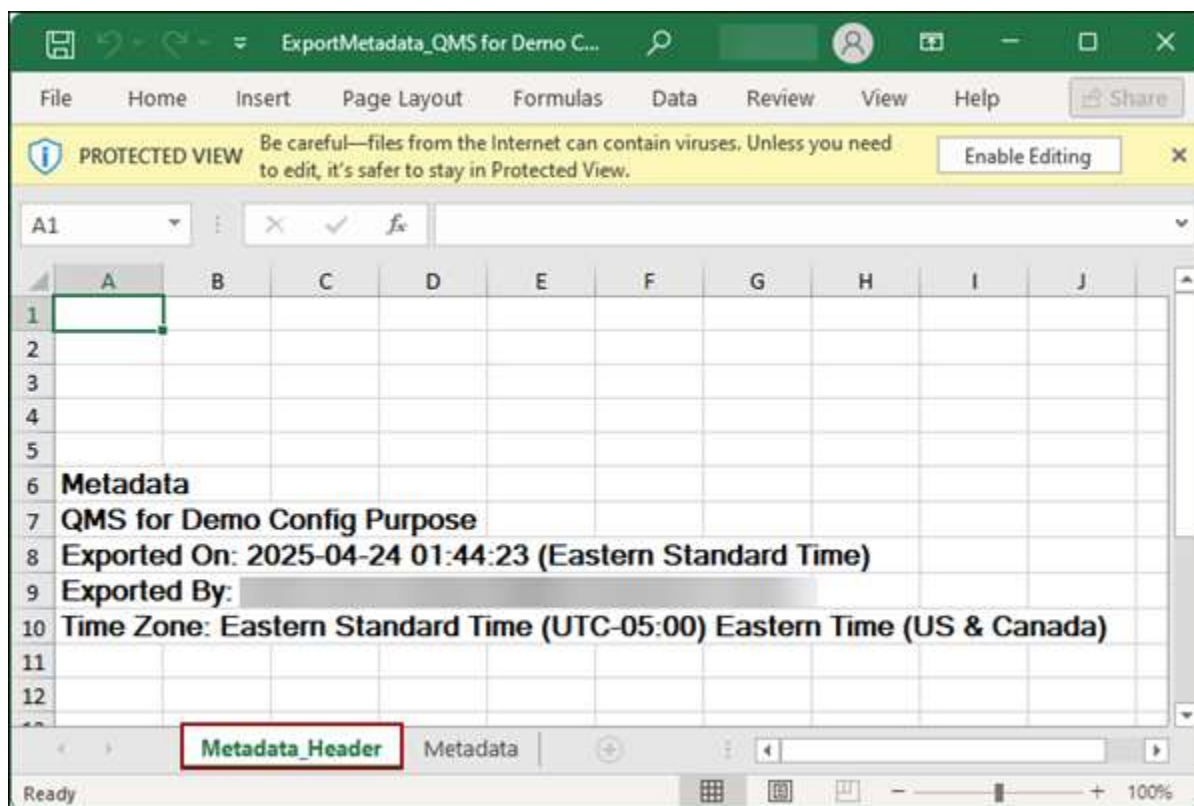 ExportMetadata_QMS for Demo C...
File Home Insert Page Layout Formulas Data Review View Help Share
PROTECTED VIEW Be careful—files from the Internet can contain viruses. Unless you need
to edit, it's safer to stay in Protected View. Enable Editing
A1 fx
A B C D E F G H I J
1
2
3
4
5
6 Metadata
7 QMS for Demo Config Purpose
8 Exported On: 2025-04-24 01:44:23 (Eastern Standard Time)
9 Exported By:
10 Time Zone: Eastern Standard Time (UTC-05:00) Eastern Time (US & Canada)
11
12
Metadata_Header Metadata
Ready 100%